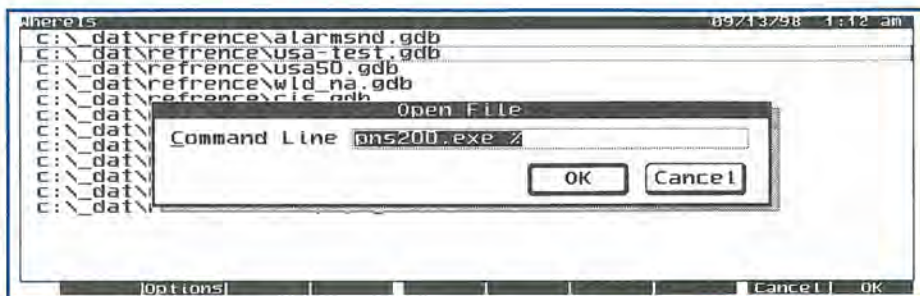 WhereIs 09/13/98 1:12 am
c:\_dat\refrence\alarmsnd.gdb
c:\_dat\refrence\usa-test.gdb
c:\_dat\refrence\usa50.gdb
c:\_dat\refrence\wld_na.gdb
c:\_dat\refrence\cis.gdb
c:\_dat\
c:\_dat\
c:\_dat\
c:\_dat\
c:\_dat\
c:\_dat\
c:\_dat\
Open File
Command Line pns200.exe %
OK Cancel
Options Cancel OK